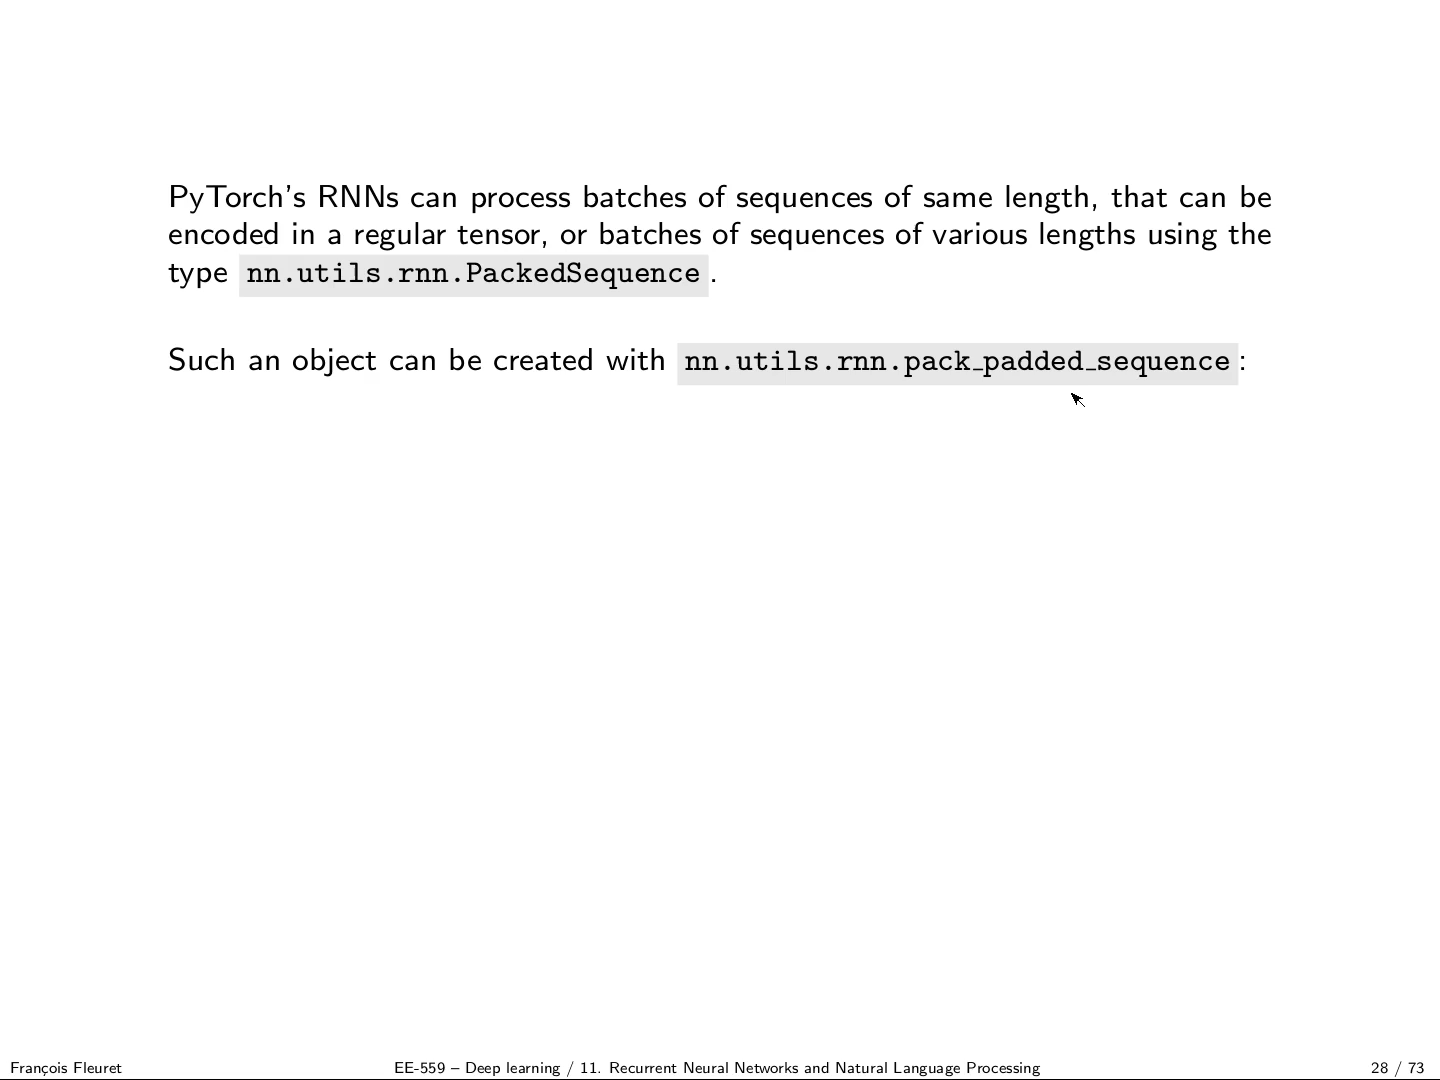 PyTorch's RNNs can process batches of sequences of same length, that can be
encoded in a regular tensor, or batches of sequences of various lengths using the
type nn.utils.rnn.PackedSequence.
Such an object can be created with nn.utils.rnn.pack_padded_sequence:
François Fleuret EE-559 – Deep learning / 11. Recurrent Neural Networks and Natural Language Processing 28 / 73